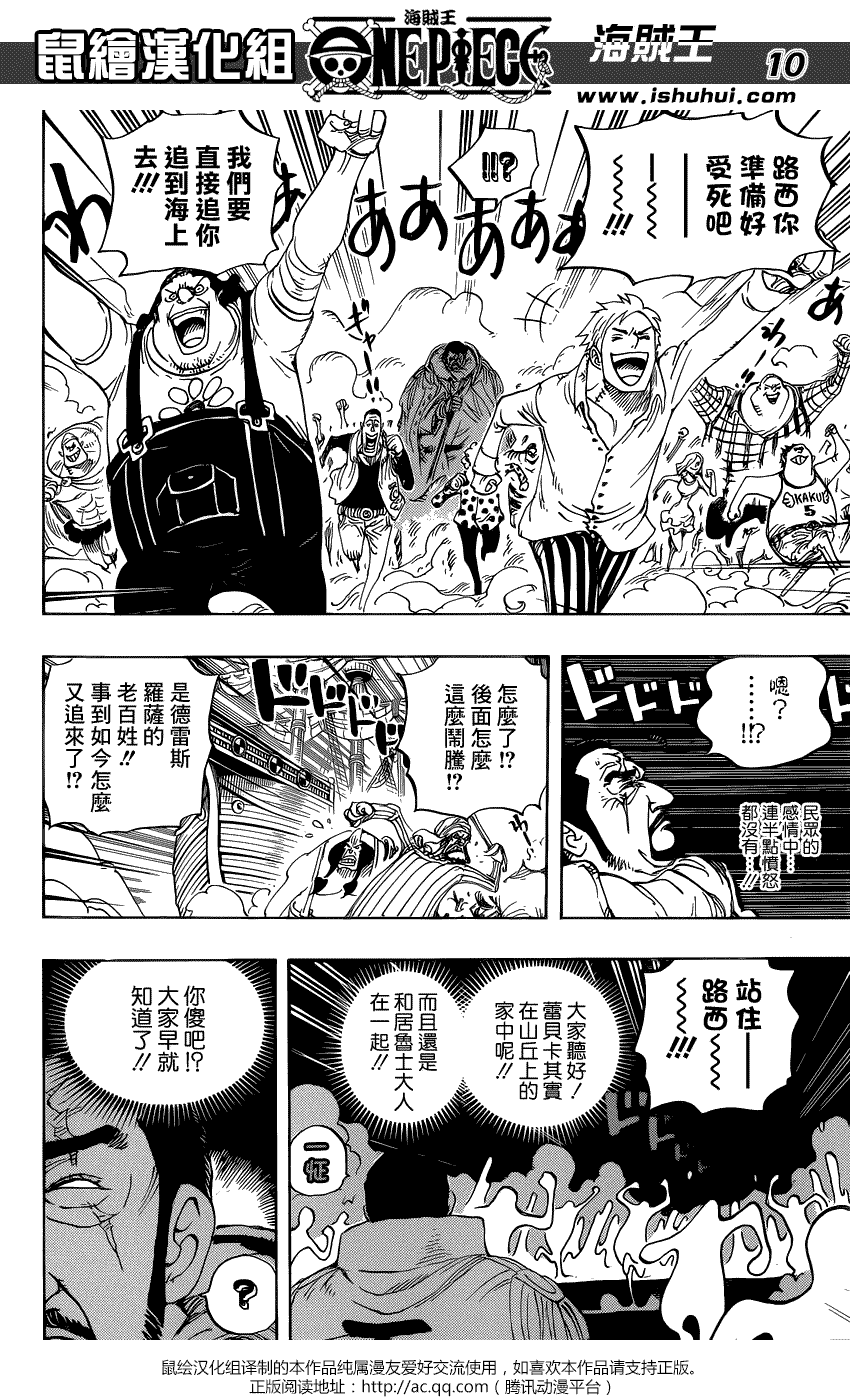 鼠繪漢化組
海賊王
ONE PIECE
海賊王
10
www.ishuhui.com
路西你
準備好
受死吧
〜〜〜!!!
!!?
我們要
直接追你
追到海上
去!!!
ああああああ
あ
ギャー
わあ
KAKU
5
嗯?
……!!?
ドドドド
民眾的
感情中…
連半點憤怒
都沒有…!!
怎麼了!?
後面怎麼
這麼鬧騰!?
ドドドド
是德雷斯
羅薩的
老百姓!!
事到如今怎麼
又追來了!?
站住——
路西〜〜
〜〜!!!
ドドド
大家聽好!
蕾貝卡其實
在山丘上的
家中呢!!
而且還是
和居魯士大人
在一起!!
一怔
你傻吧!?
大家早就
知道了!!
?
鼠绘汉化组译制的本作品纯属漫友爱好交流使用，如喜欢本作品请支持正版。
正版阅读地址：http://ac.qq.com（腾讯动漫平台）